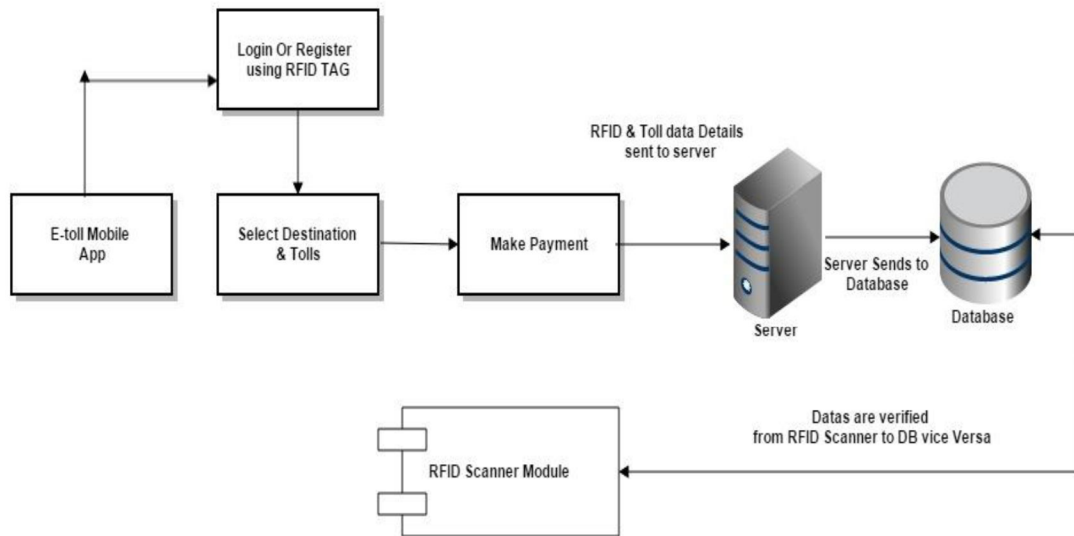 Login Or Register
using RFID TAG
E-toll Mobile
App
Select Destination
& Tolls
Make Payment
RFID & Toll data Details
sent to server
Server
Server Sends to
Database
Database
Datas are verified
from RFID Scanner to DB vice Versa
RFID Scanner Module